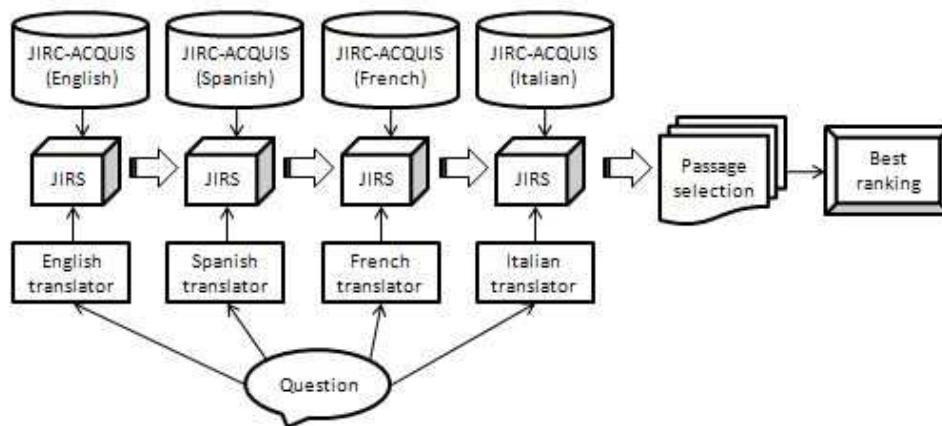 JIRC-ACQUIS
(English)
JIRC-ACQUIS
(Spanish)
JIRC-ACQUIS
(French)
JIRC-ACQUIS
(Italian)
JIRS
JIRS
JIRS
JIRS
Passage
selection
Best
ranking
English
translator
Spanish
translator
French
translator
Italian
translator
Question